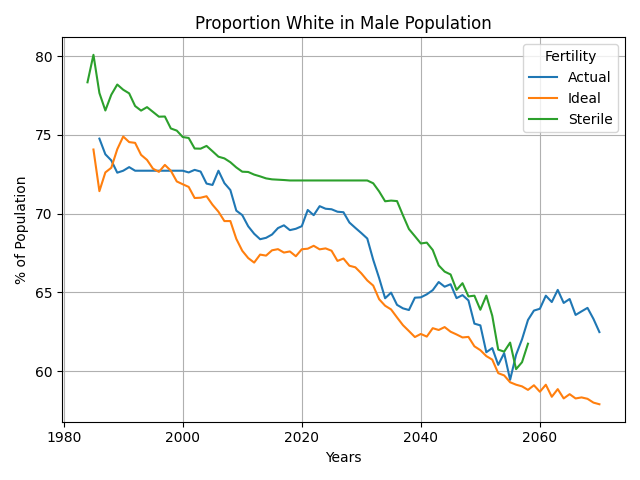 Proportion White in Male Population
% of Population
80
75
70
65
60
Fertility
Actual
Ideal
Sterile
1980
2000
2020
2040
2060
Years